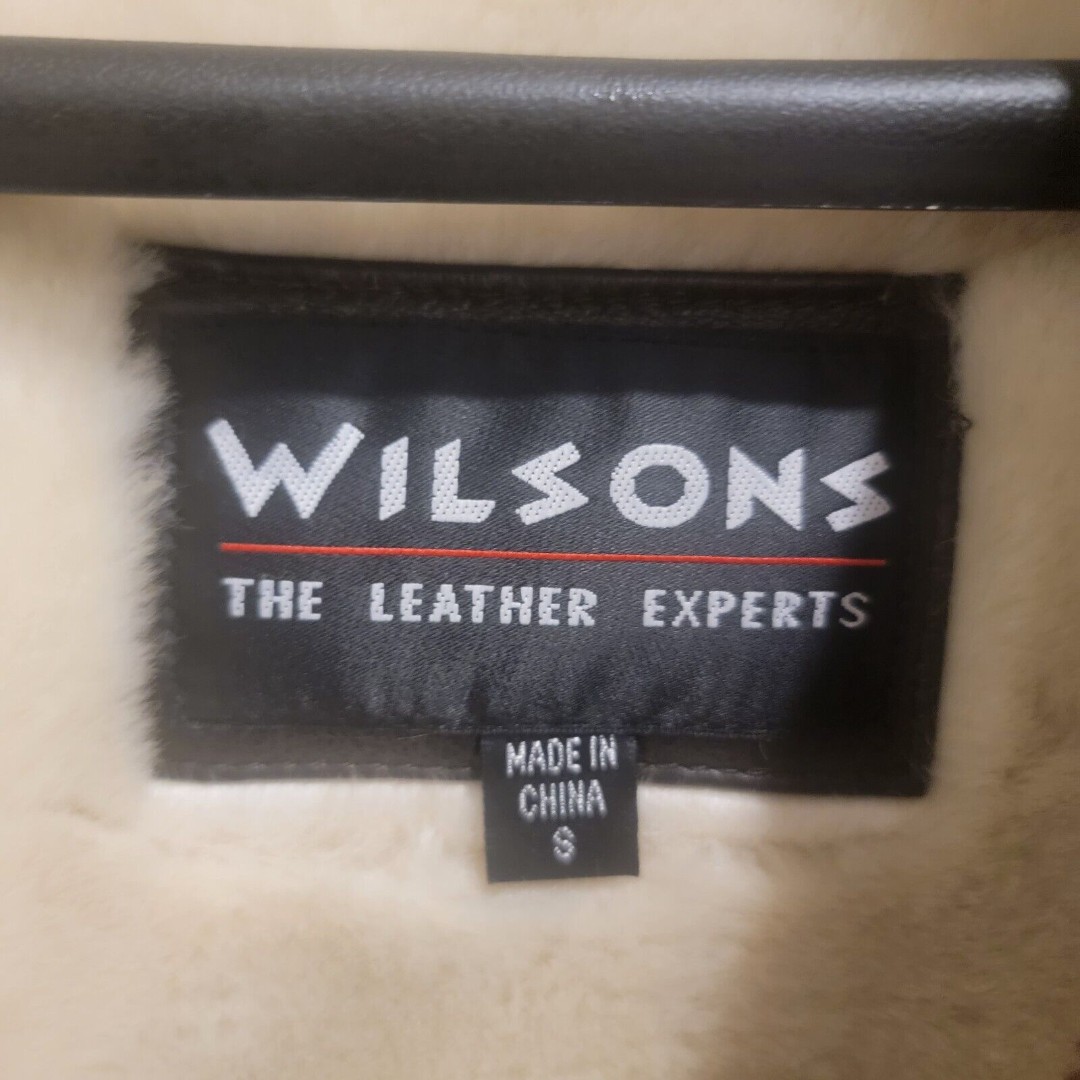 WILSONS
THE LEATHER EXPERTS
MADE IN
CHINA
S